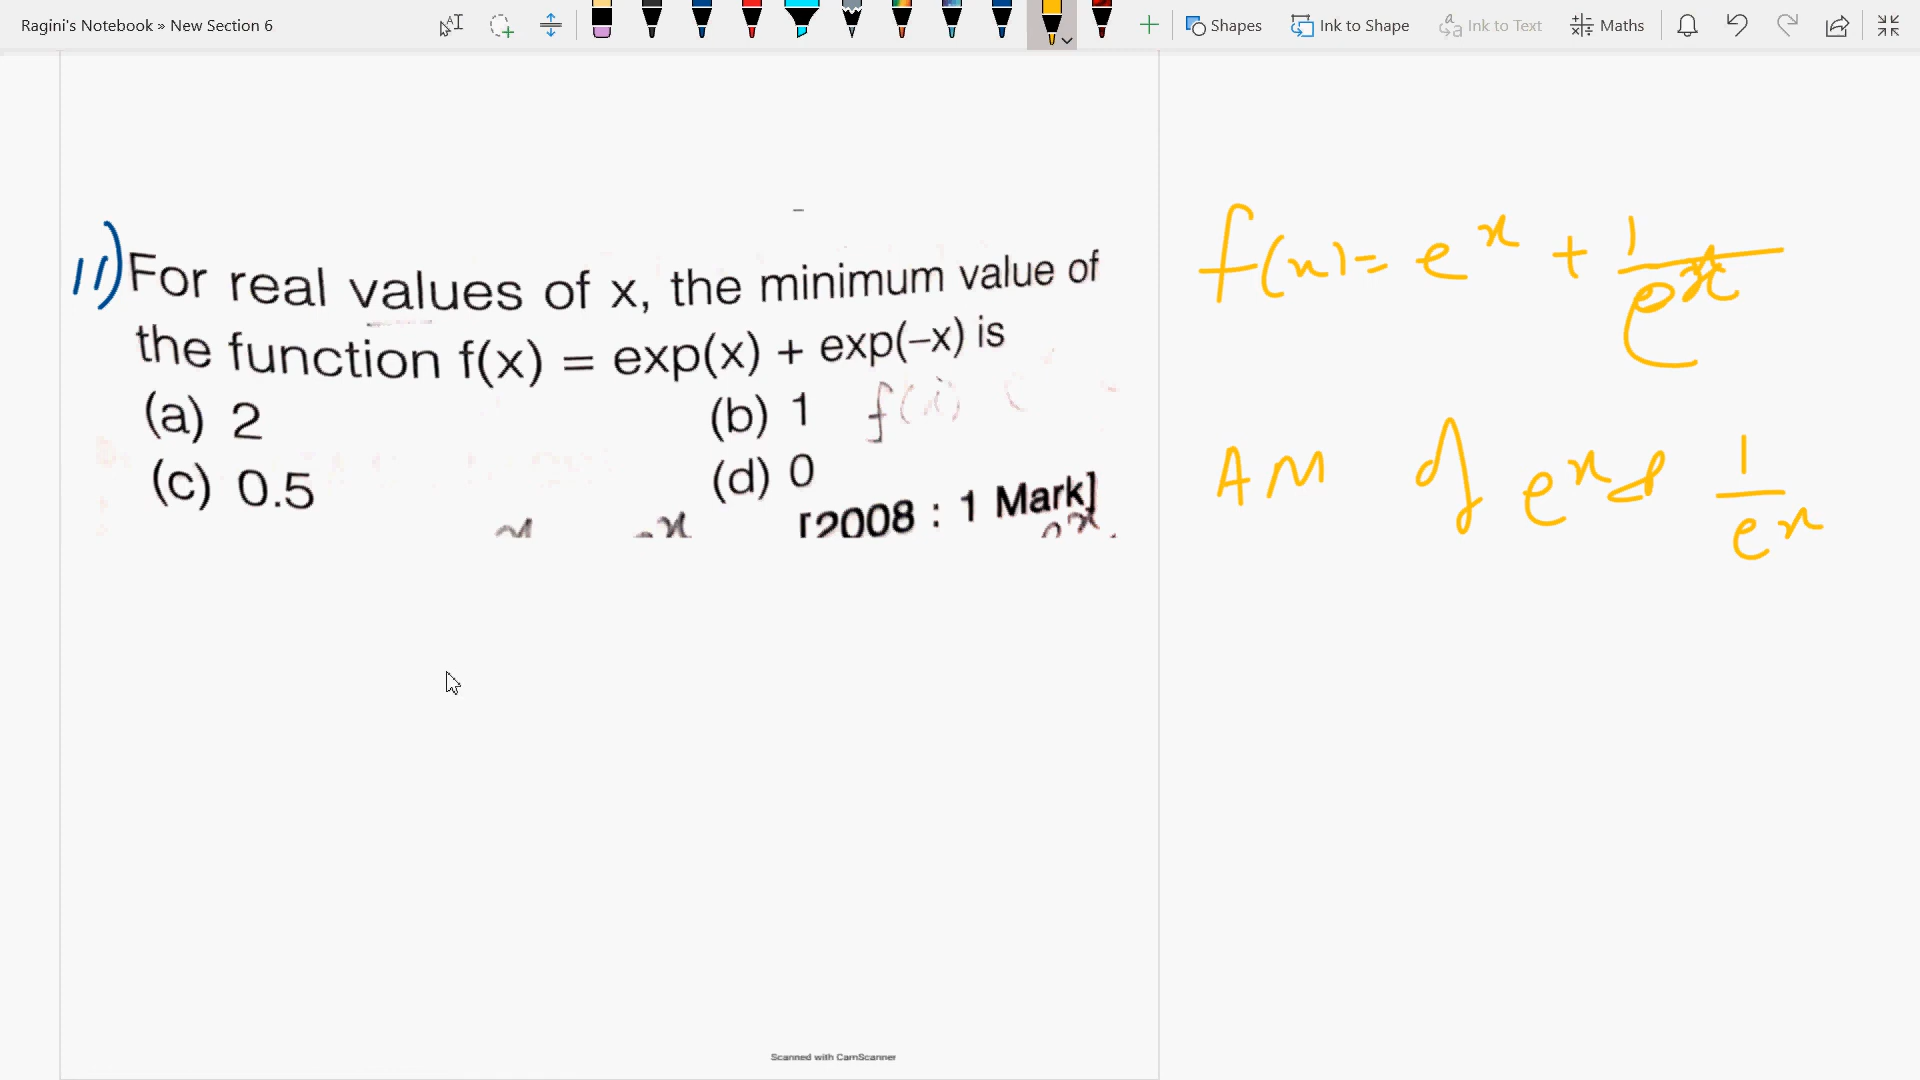 Ragini's Notebook » New Section 6
Shapes Ink to Shape Ink to Text Maths
11) For real values of x, the minimum value of
the function f(x) = exp(x) + exp(–x) is
(a) 2 (b) 1 f(x)
(c) 0.5 (d) 0
[2008 : 1 Mark]
f(x) = e^x + 1/e^x
AM of e^x & 1/e^x
Scanned with CamScanner